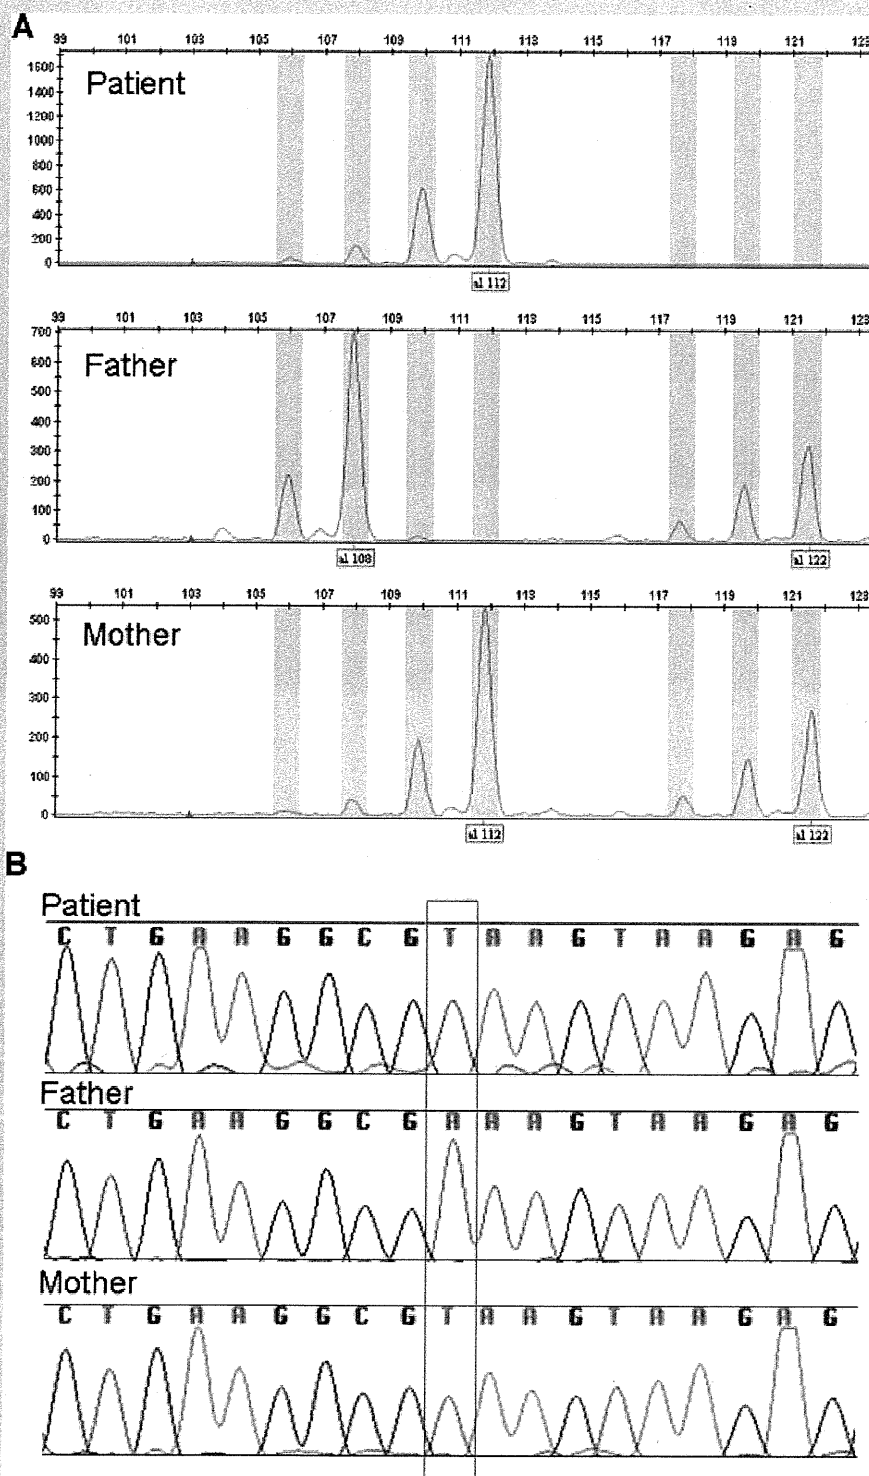 A
99 101 103 105 107 109 111 113 115 117 119 121 123
Patient
1600
1400
1200
1000
800
600
400
200
0
al 112
99 101 103 105 107 109 111 113 115 117 119 121 123
Father
700
600
500
400
300
200
100
0
al 108 al 122
99 101 103 105 107 109 111 113 115 117 119 121 123
Mother
500
400
300
200
100
0
al 112 al 122
B
Patient
C T G A A G G C G T A A G T A A G A G
Father
C T G A A G G C G A A A G T A A G A G
Mother
C T G A A G G C G T A A G T A A G A G